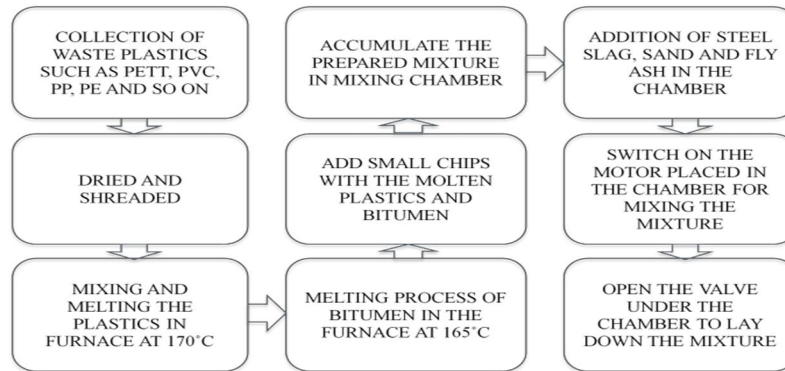 COLLECTION OF
WASTE PLASTICS
SUCH AS PETT, PVC,
PP, PE AND SO ON
DRIED AND
SHREADED
MIXING AND
MELTING THE
PLASTICS IN
FURNACE AT 170˚C
MELTING PROCESS OF
BITUMEN IN THE
FURNACE AT 165˚C
ADD SMALL CHIPS
WITH THE MOLTEN
PLASTICS AND
BITUMEN
ACCUMULATE THE
PREPARED MIXTURE
IN MIXING CHAMBER
ADDITION OF STEEL
SLAG, SAND AND FLY
ASH IN THE
CHAMBER
SWITCH ON THE
MOTOR PLACED IN
THE CHAMBER FOR
MIXING THE
MIXTURE
OPEN THE VALVE
UNDER THE
CHAMBER TO LAY
DOWN THE MIXTURE